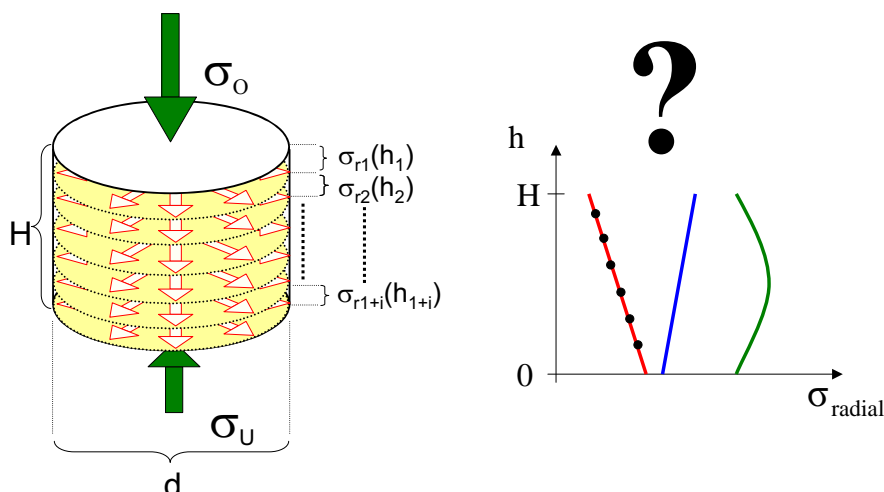 σO
σr1(h1)
σr2(h2)
H
σr1+i(h1+i)
σU
d
?
h
H
0
σradial